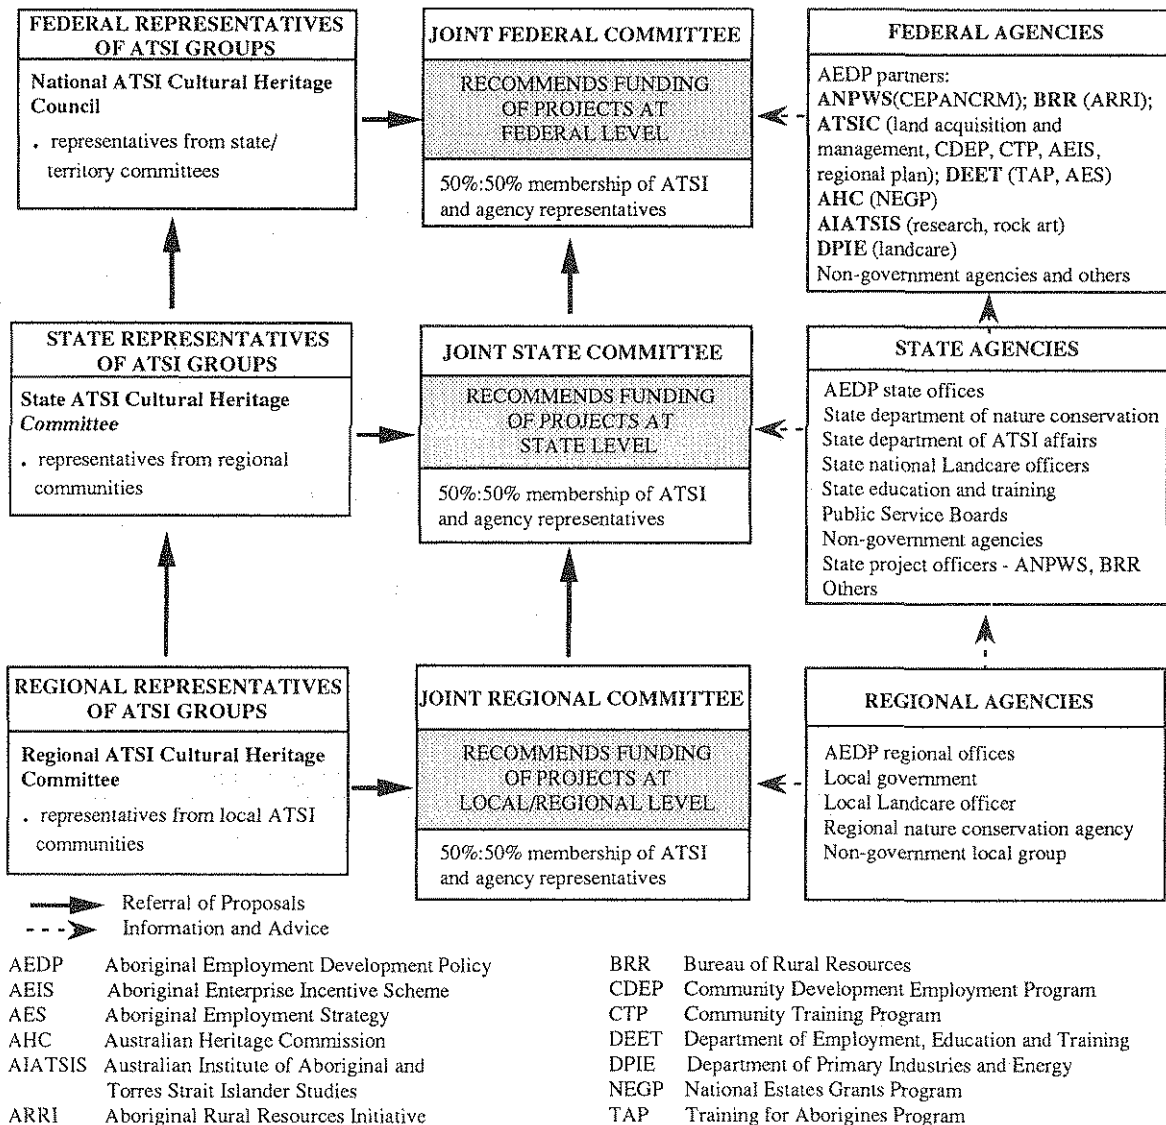 FEDERAL REPRESENTATIVES
OF ATSI GROUPS
National ATSI Cultural Heritage
Council
. representatives from state/
territory committees
JOINT FEDERAL COMMITTEE
RECOMMENDS FUNDING
OF PROJECTS AT
FEDERAL LEVEL
50%:50% membership of ATSI
and agency representatives
FEDERAL AGENCIES
AEDP partners:
ANPWS(CEPANCRM); BRR (ARRI);
ATSIC (land acquisition and
management, CDEP, CTP, AEIS,
regional plan); DEET (TAP, AES)
AHC (NEGP)
AIATSIS (research, rock art)
DPIE (landcare)
Non-government agencies and others
STATE REPRESENTATIVES
OF ATSI GROUPS
State ATSI Cultural Heritage
Committee
. representatives from regional
communities
JOINT STATE COMMITTEE
RECOMMENDS FUNDING
OF PROJECTS AT
STATE LEVEL
50%:50% membership of ATSI
and agency representatives
STATE AGENCIES
AEDP state offices
State department of nature conservation
State department of ATSI affairs
State national Landcare officers
State education and training
Public Service Boards
Non-government agencies
State project officers - ANPWS, BRR
Others
REGIONAL REPRESENTATIVES
OF ATSI GROUPS
Regional ATSI Cultural Heritage
Committee
. representatives from local ATSI
communities
JOINT REGIONAL COMMITTEE
RECOMMENDS FUNDING
OF PROJECTS AT
LOCAL/REGIONAL LEVEL
50%:50% membership of ATSI
and agency representatives
REGIONAL AGENCIES
AEDP regional offices
Local government
Local Landcare officer
Regional nature conservation agency
Non-government local group
Referral of Proposals
Information and Advice
AEDP Aboriginal Employment Development Policy
AEIS Aboriginal Enterprise Incentive Scheme
AES Aboriginal Employment Strategy
AHC Australian Heritage Commission
AIATSIS Australian Institute of Aboriginal and
Torres Strait Islander Studies
ARRI Aboriginal Rural Resources Initiative
BRR Bureau of Rural Resources
CDEP Community Development Employment Program
CTP Community Training Program
DEET Department of Employment, Education and Training
DPIE Department of Primary Industries and Energy
NEGP National Estates Grants Program
TAP Training for Aborigines Program